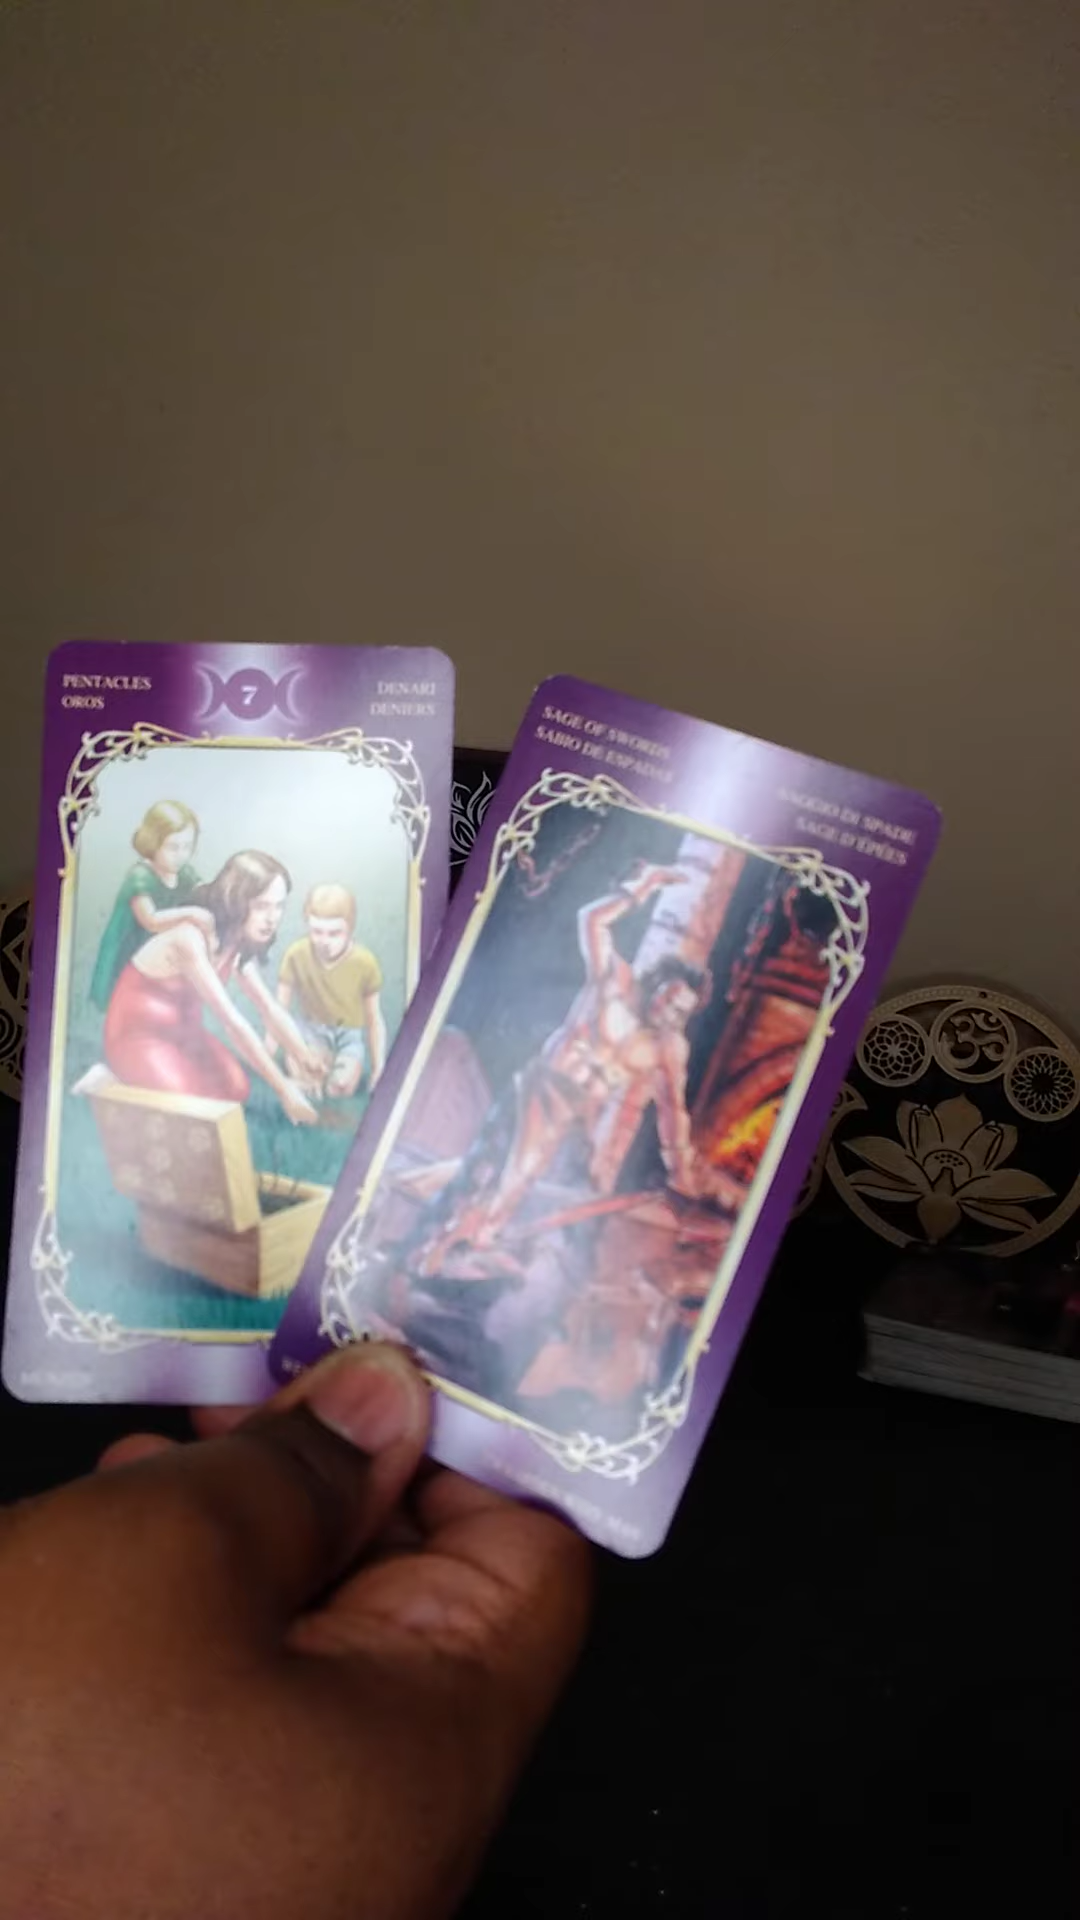 PENTACLES
OROS
7
DENARI
DENIERS
SAGE OF SWORDS
SABIO DE ESPADAS
SAGGIO DI SPADE
SAGE D'ÉPÉES